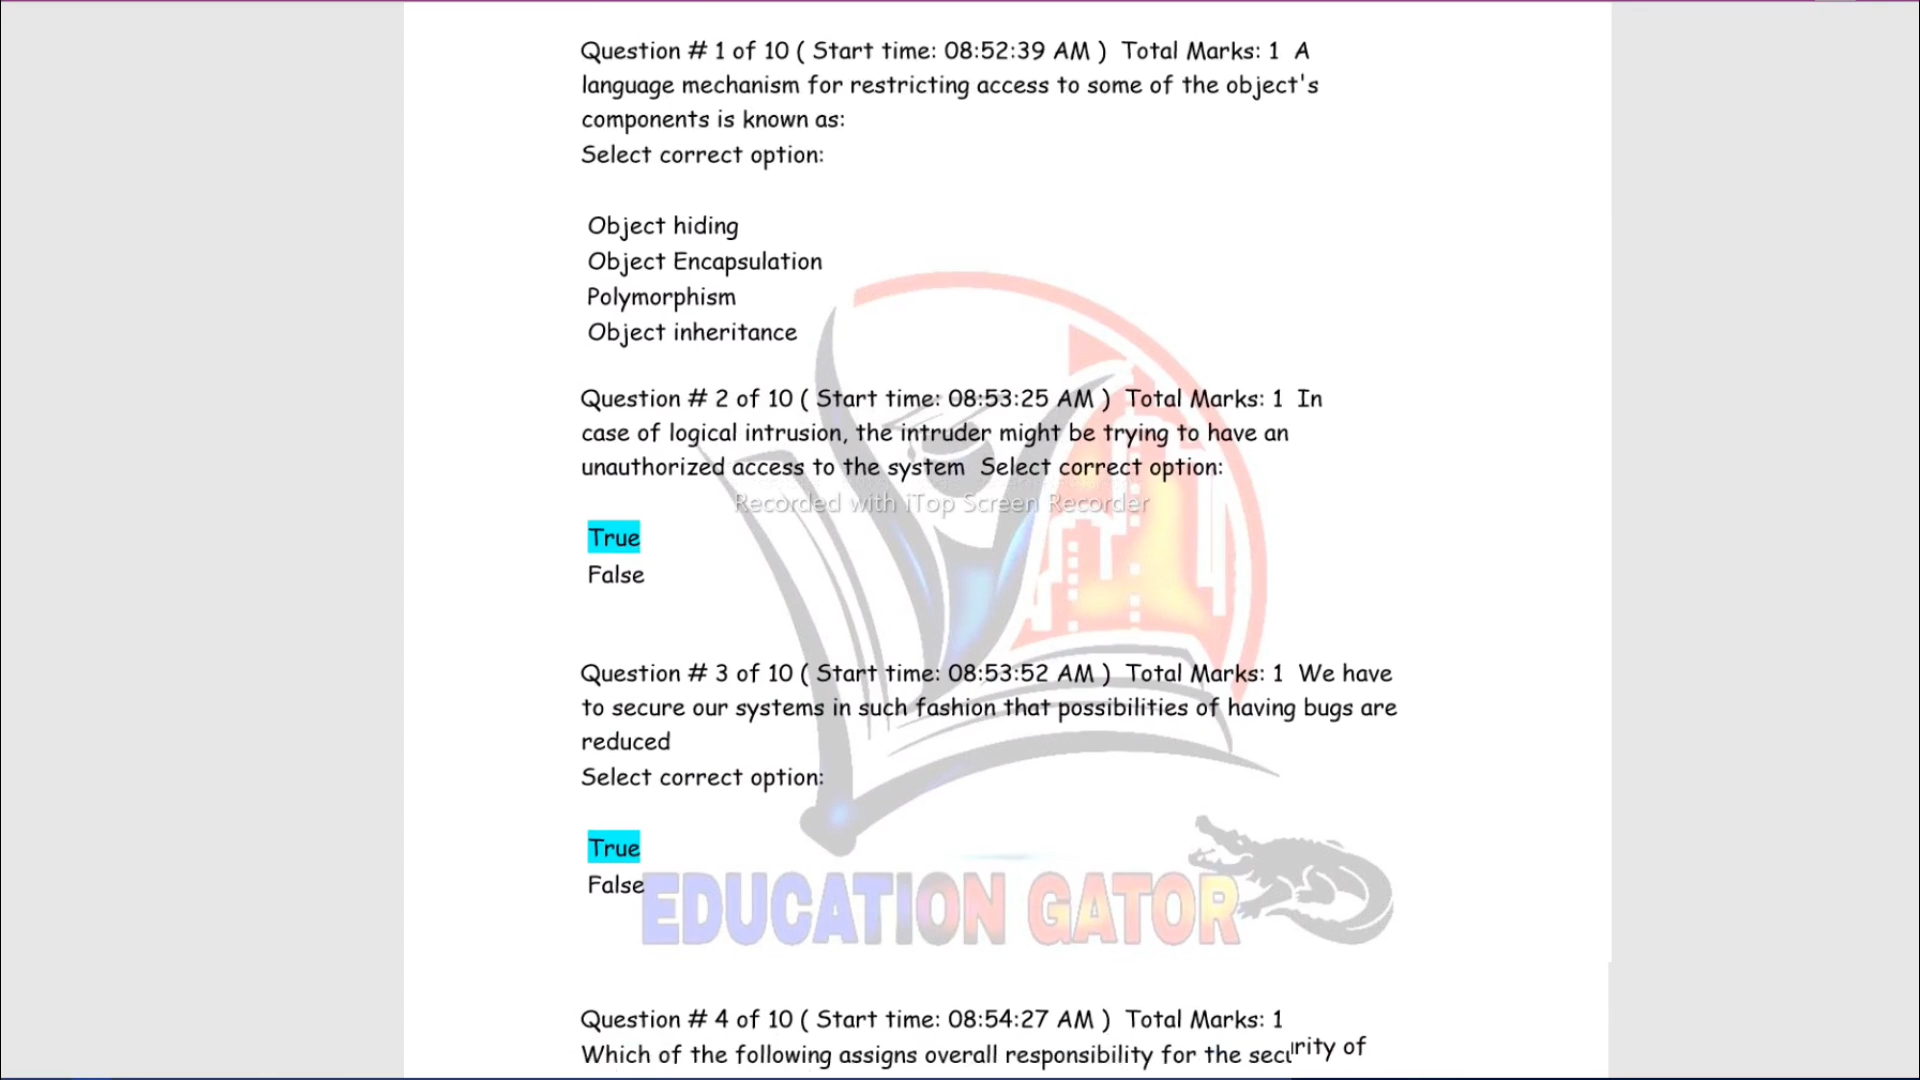 Question # 1 of 10 ( Start time: 08:52:39 AM )  Total Marks: 1  A
language mechanism for restricting access to some of the object's
components is known as:
Select correct option:
Object hiding
Object Encapsulation
Polymorphism
Object inheritance
Question # 2 of 10 ( Start time: 08:53:25 AM )  Total Marks: 1  In
case of logical intrusion, the intruder might be trying to have an
unauthorized access to the system  Select correct option:
Recorded with iTop Screen Recorder
True
False
Question # 3 of 10 ( Start time: 08:53:52 AM )  Total Marks: 1  We have
to secure our systems in such fashion that possibilities of having bugs are
reduced
Select correct option:
True
False
EDUCATION GATOR
Question # 4 of 10 ( Start time: 08:54:27 AM )  Total Marks: 1
Which of the following assigns overall responsibility for the security of